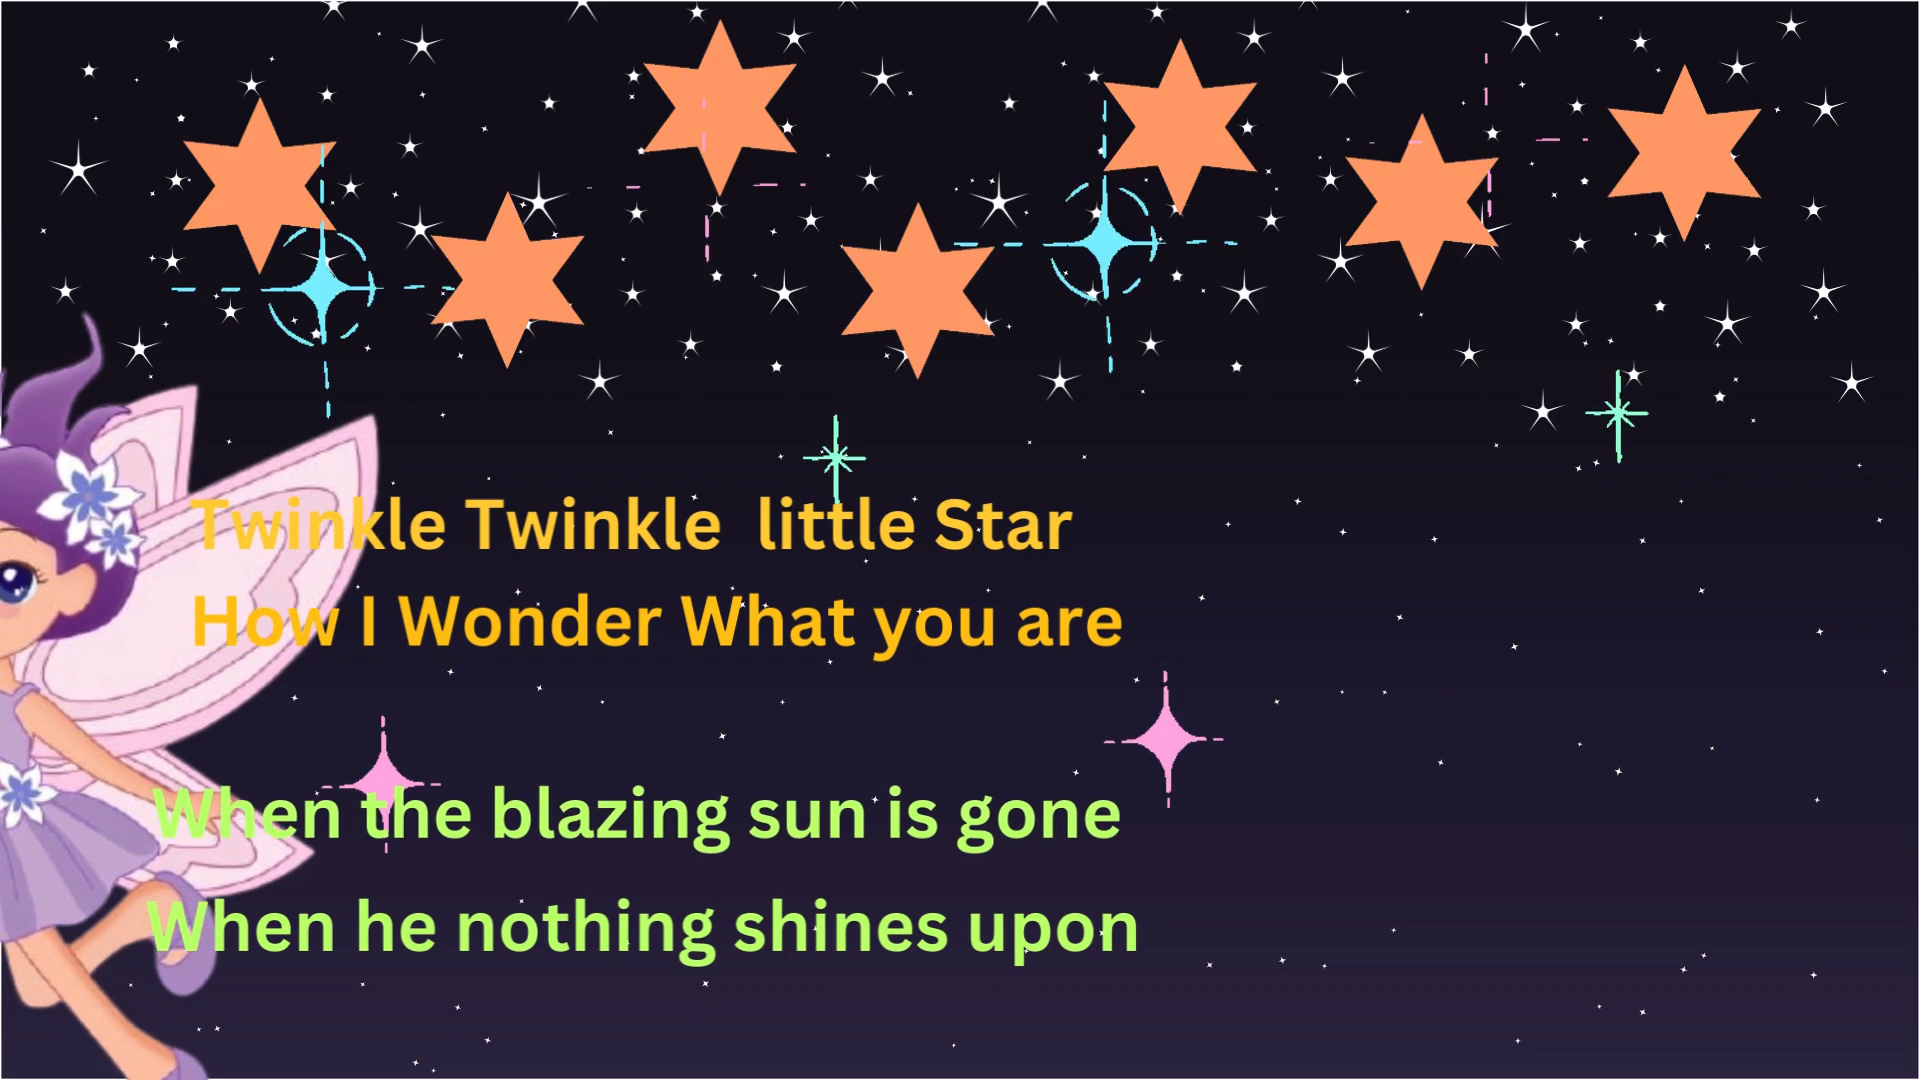 Twinkle Twinkle  little Star
How I Wonder What you are
When the blazing sun is gone
When he nothing shines upon